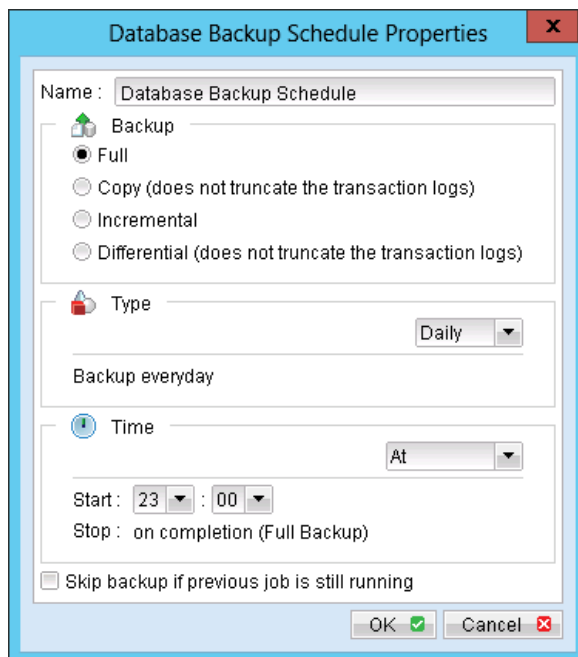 Database Backup Schedule Properties
x
Name : Database Backup Schedule
Backup
Full
Copy (does not truncate the transaction logs)
Incremental
Differential (does not truncate the transaction logs)
Type
Daily
Backup everyday
Time
At
Start : 23 : 00
Stop : on completion (Full Backup)
Skip backup if previous job is still running
OK Cancel